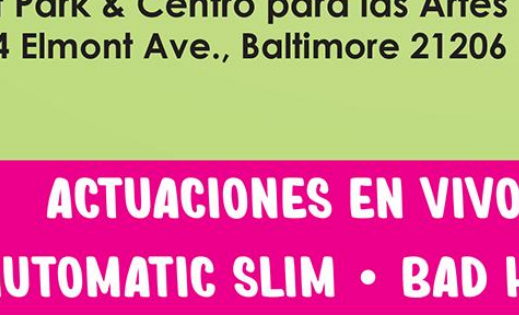 Park & Centro para las Artes
4 Elmont Ave., Baltimore 21206
ACTUACIONES EN VIVO
AUTOMATIC SLIM • BAD